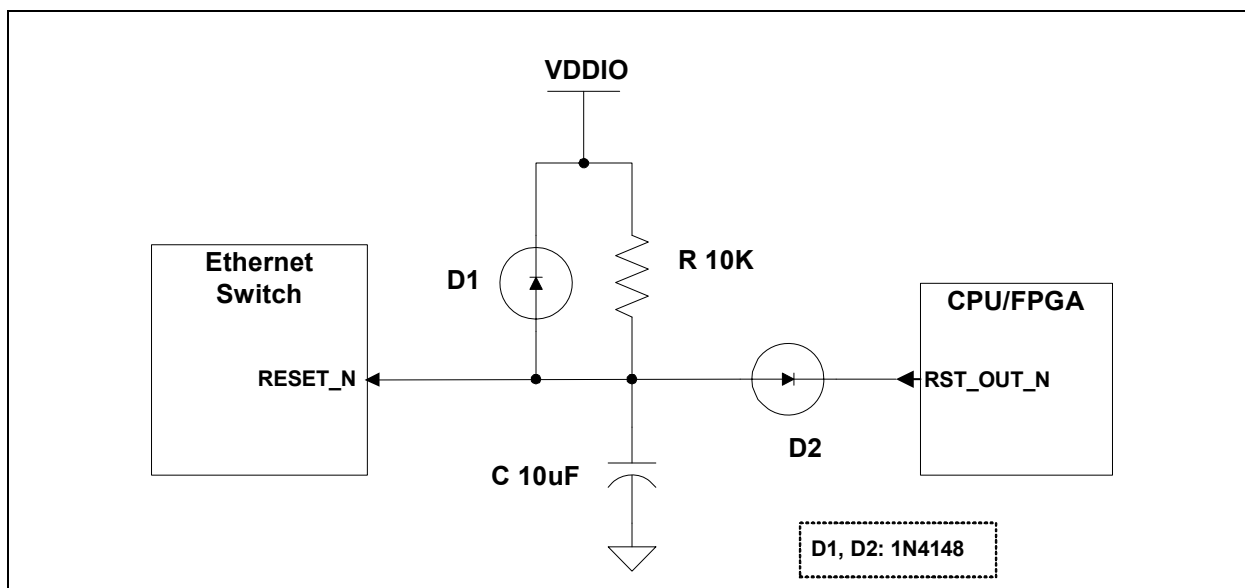 VDDIO
Ethernet
Switch
D1
R 10K
CPU/FPGA
RESET_N
RST_OUT_N
D2
C 10uF
D1, D2: 1N4148